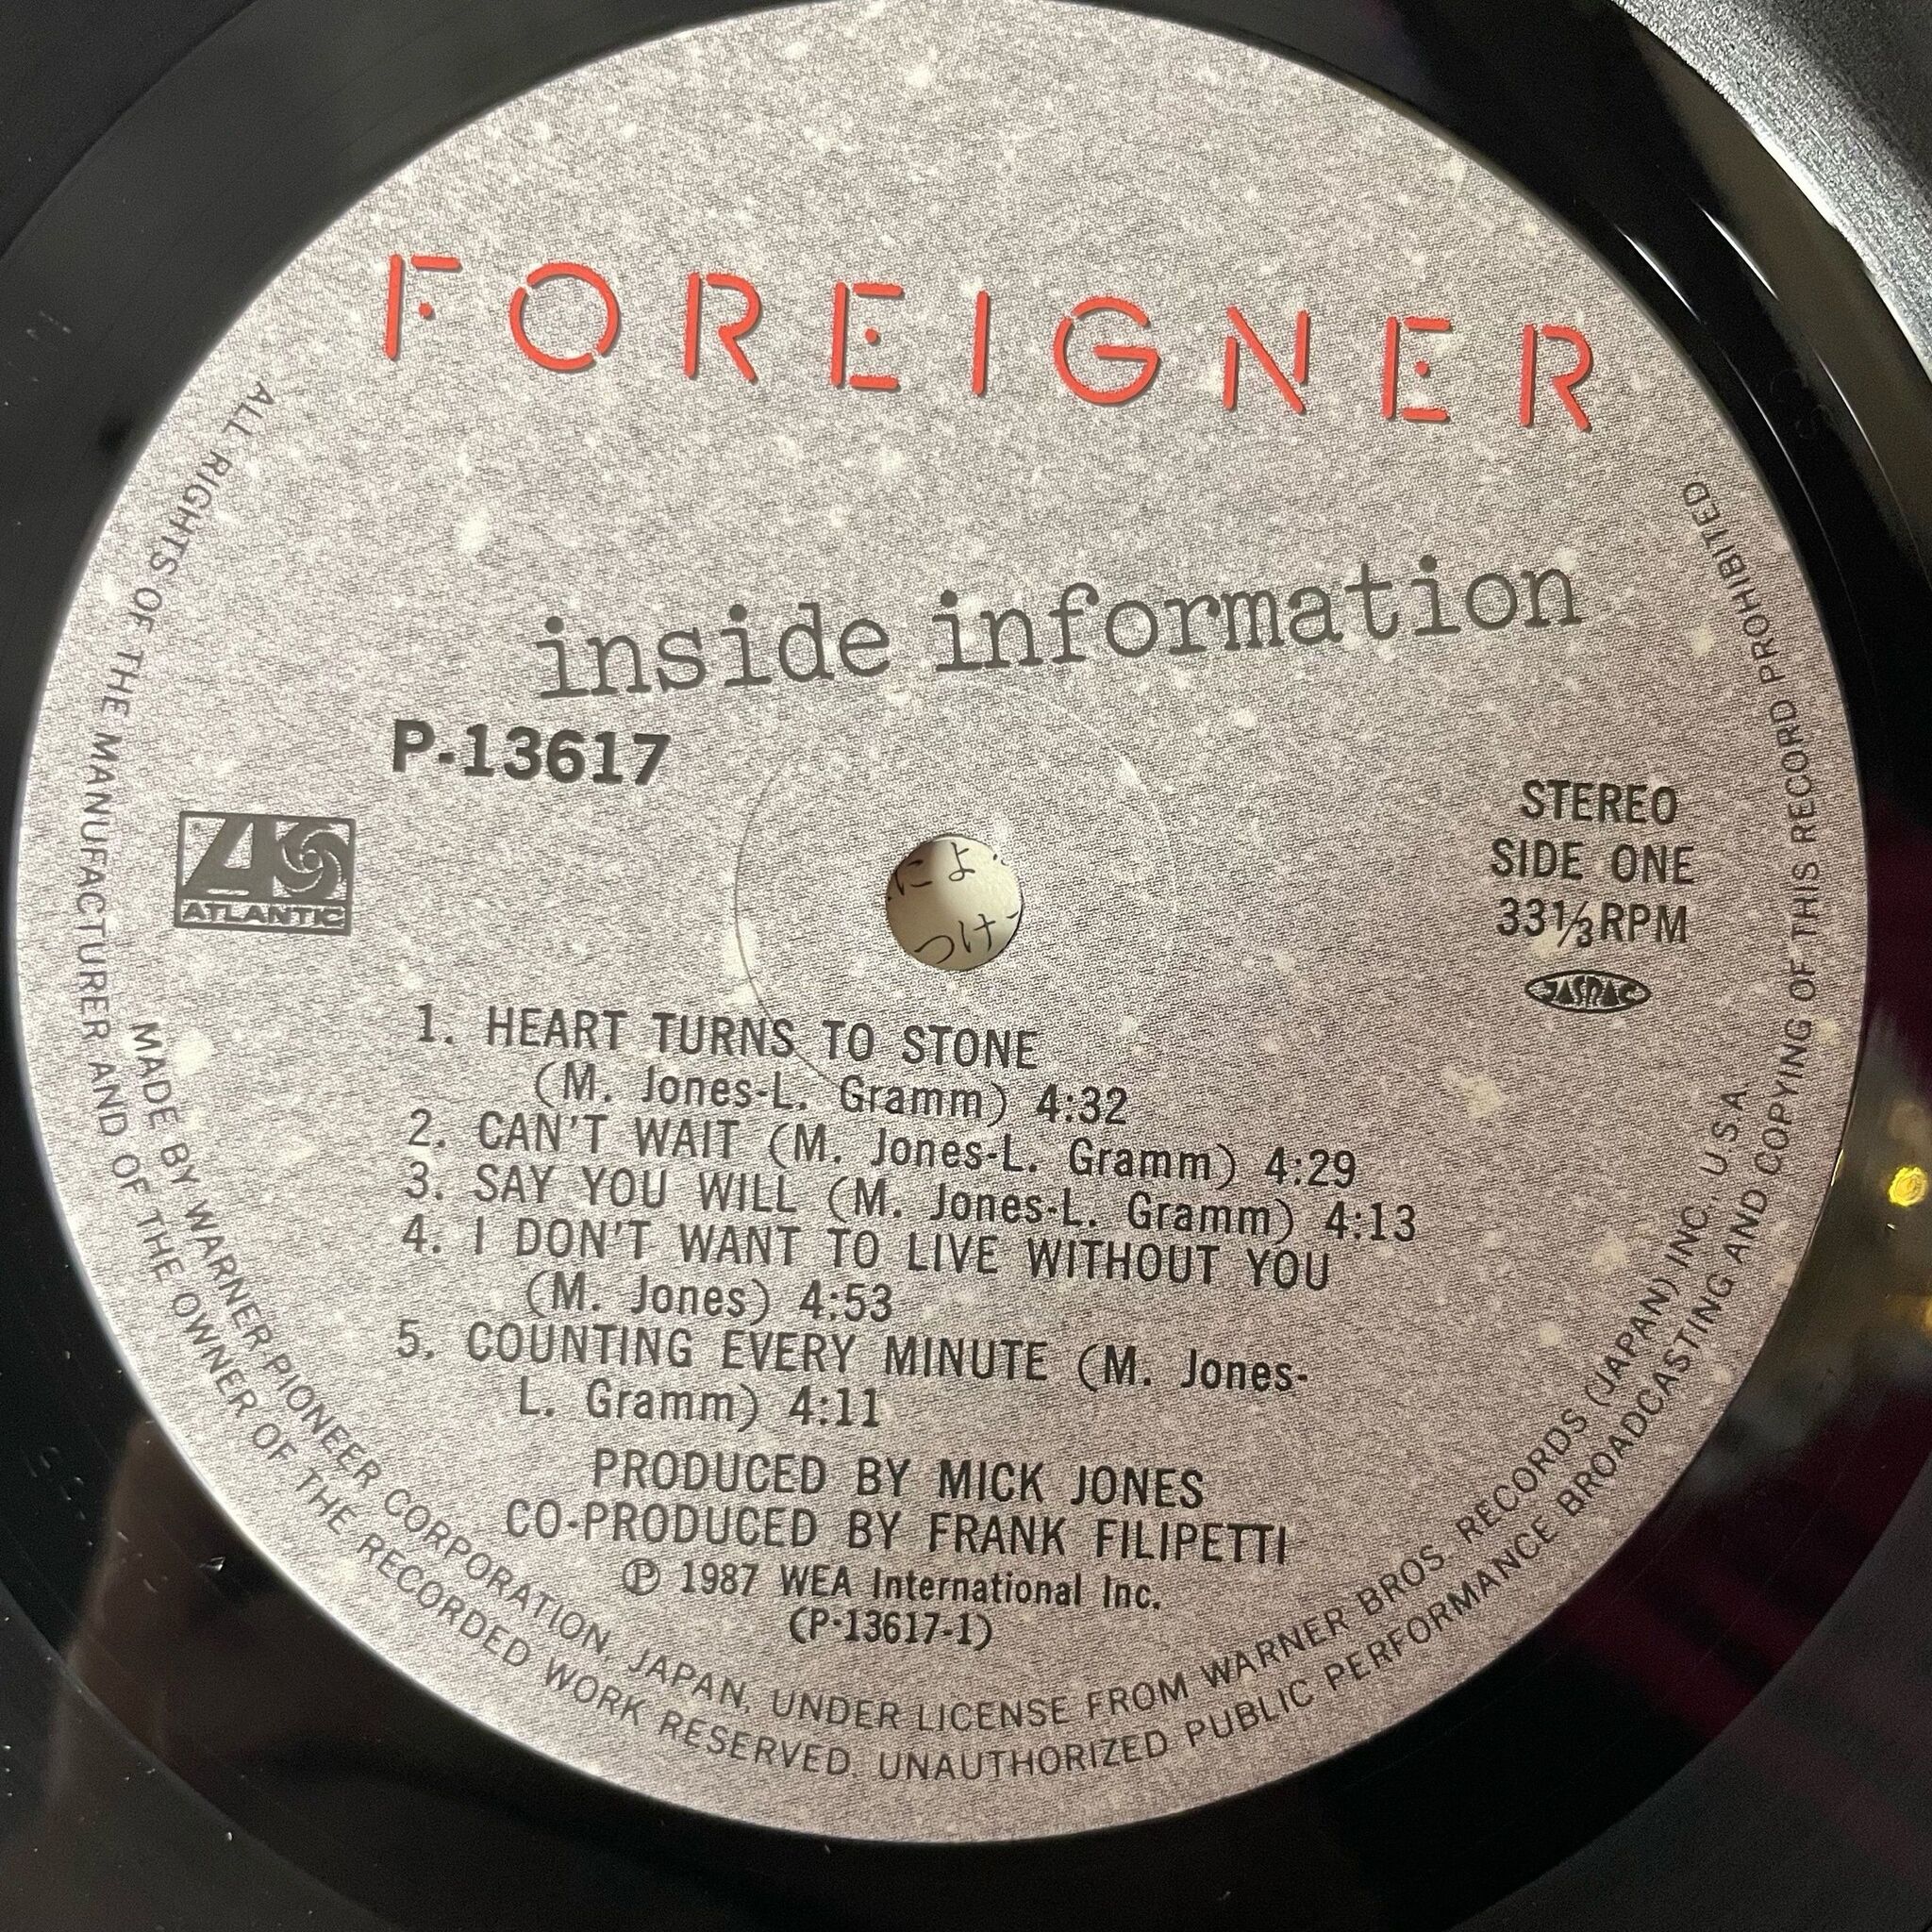 FOREIGNER
inside information
P-13617
ATLANTIC
STEREO
SIDE ONE
33 1/3 RPM
JASRAC
によ
つけ
1. HEART TURNS TO STONE
(M. Jones-L. Gramm) 4:32
2. CAN'T WAIT (M. Jones-L. Gramm) 4:29
3. SAY YOU WILL (M. Jones-L. Gramm) 4:13
4. I DON'T WANT TO LIVE WITHOUT YOU
(M. Jones) 4:53
5. COUNTING EVERY MINUTE (M. Jones-
L. Gramm) 4:11
PRODUCED BY MICK JONES
CO-PRODUCED BY FRANK FILIPETTI
Ⓟ 1987 WEA International Inc.
(P-13617-1)
MADE BY WARNER-PIONEER CORPORATION, JAPAN, UNDER LICENSE FROM WARNER BROS. RECORDS (JAPAN) INC., U.S.A.
ALL RIGHTS OF THE MANUFACTURER AND OF THE OWNER OF THE RECORDED WORK RESERVED. UNAUTHORIZED PUBLIC PERFORMANCE BROADCASTING AND COPYING OF THIS RECORD PROHIBITED